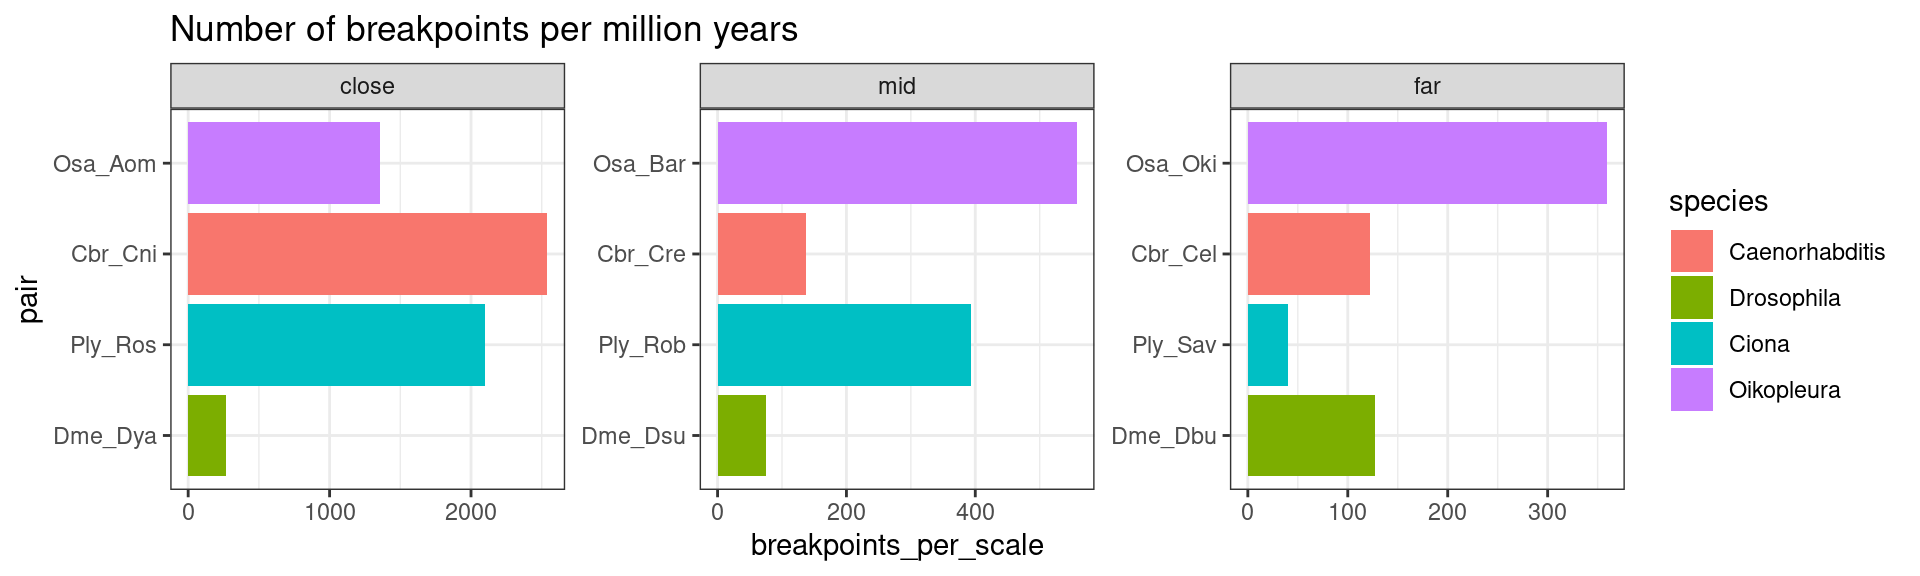 Number of breakpoints per million years
close
mid
far
Osa_Aom
Cbr_Cni
Ply_Ros
Dme_Dya
Osa_Bar
Cbr_Cre
Ply_Rob
Dme_Dsu
Osa_Oki
Cbr_Cel
Ply_Sav
Dme_Dbu
pair
0 1000 2000
0 200 400
0 100 200 300
breakpoints_per_scale
species
Caenorhabditis
Drosophila
Ciona
Oikopleura